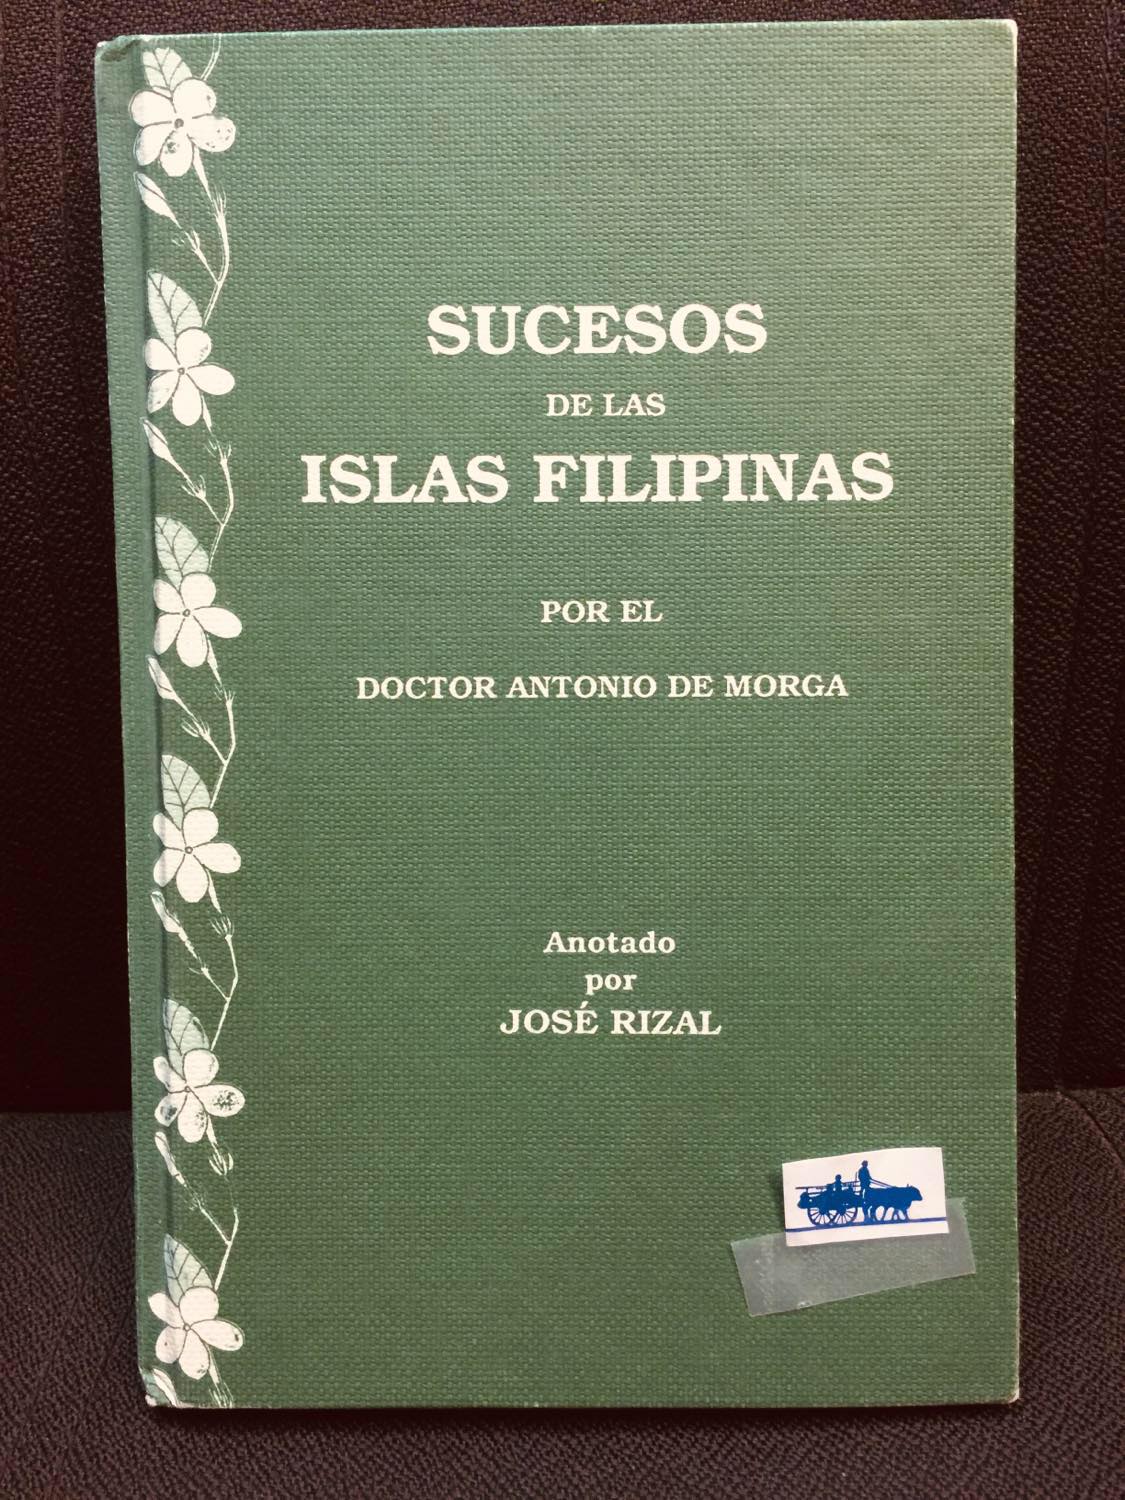 SUCESOS
DE LAS
ISLAS FILIPINAS
POR EL
DOCTOR ANTONIO DE MORGA
Anotado
por
JOSÉ RIZAL